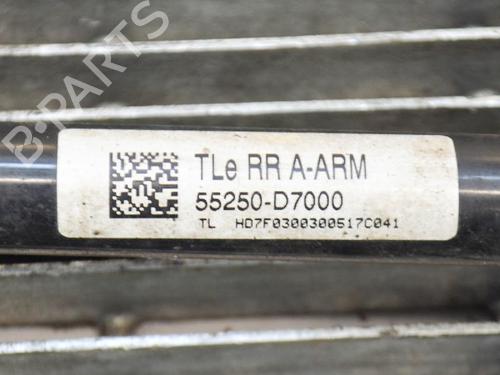 B-PARTS
TLe RR A-ARM
55250-D7000
TL HD7F0300300517C041